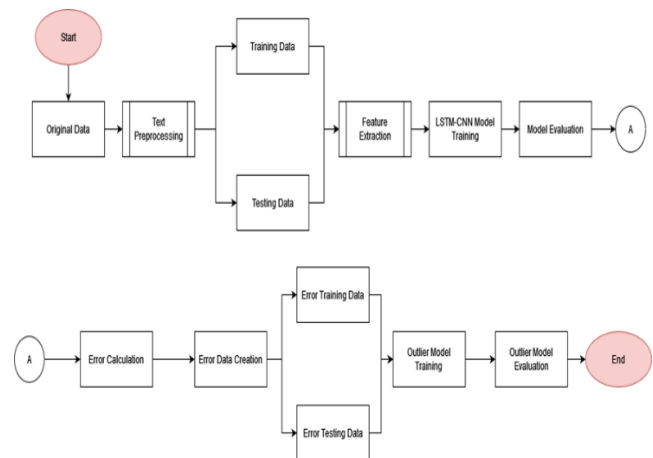 Start
Original Data
Text
Preprocessing
Training Data
Testing Data
Feature
Extraction
LSTM-CNN Model
Training
Model Evaluation
A
A
Error Calculation
Error Data Creation
Error Training Data
Error Testing Data
Outlier Model
Training
Outlier Model
Evaluation
End